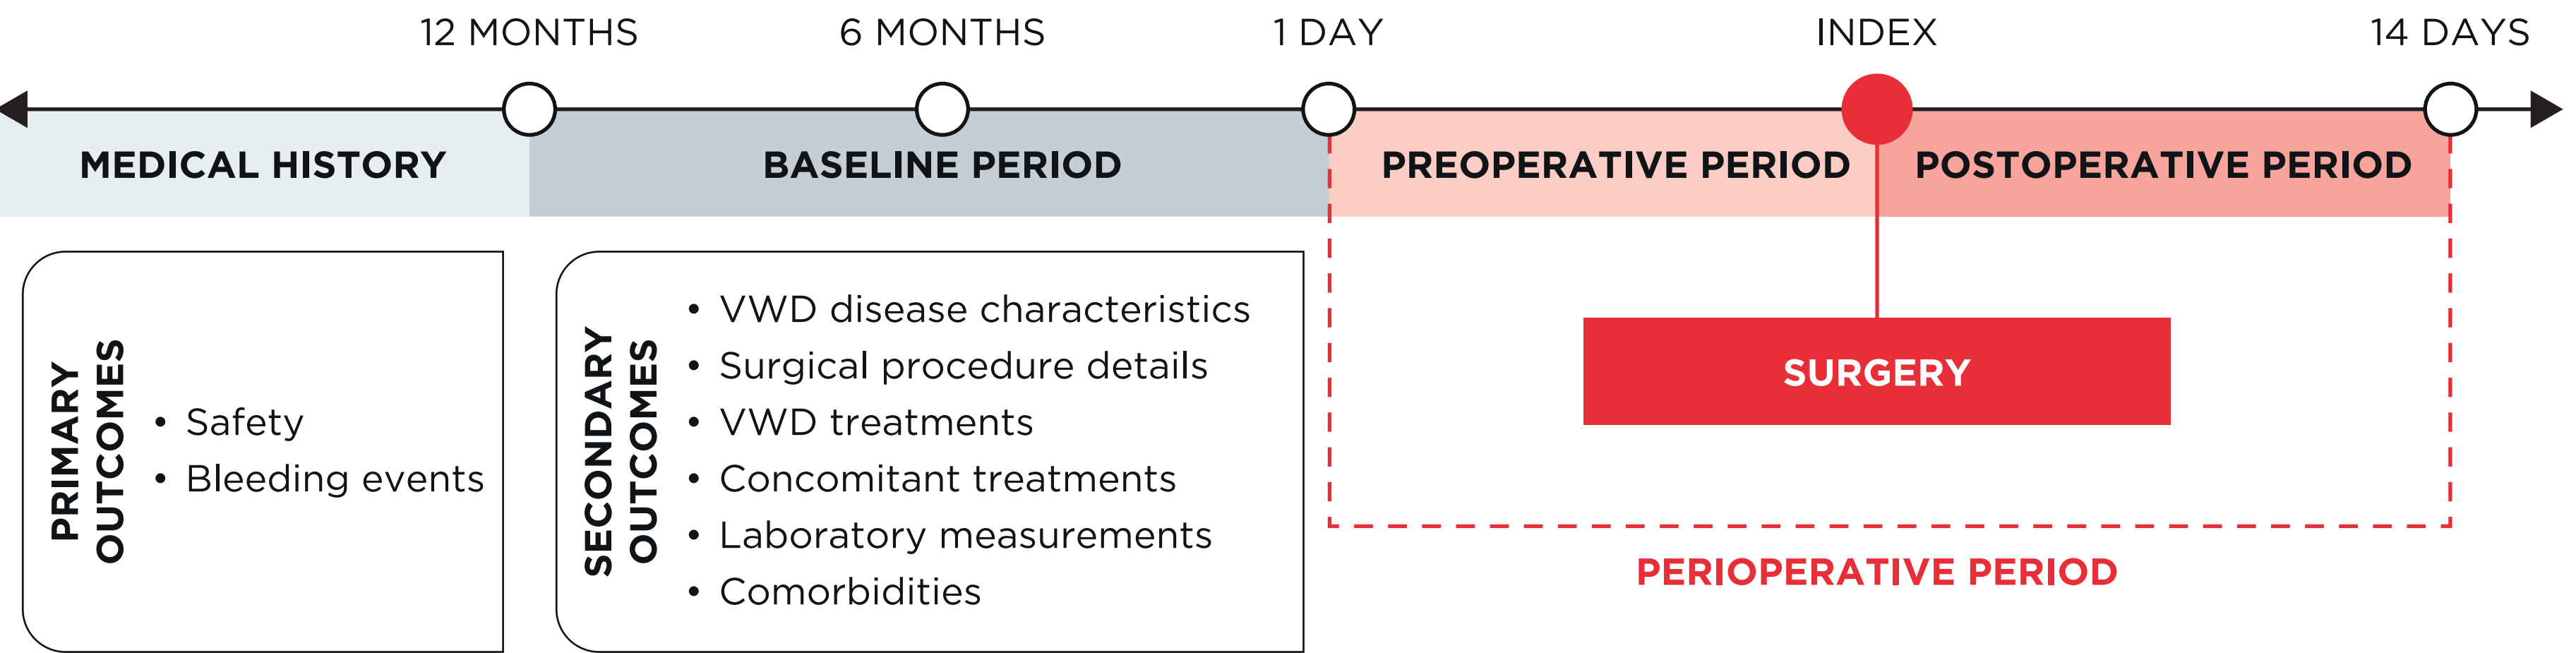 12 MONTHS
6 MONTHS
1 DAY
INDEX
14 DAYS
MEDICAL HISTORY
BASELINE PERIOD
PREOPERATIVE PERIOD
POSTOPERATIVE PERIOD
PRIMARY
OUTCOMES
• Safety
• Bleeding events
SECONDARY
OUTCOMES
• VWD disease characteristics
• Surgical procedure details
• VWD treatments
• Concomitant treatments
• Laboratory measurements
• Comorbidities
SURGERY
PERIOPERATIVE PERIOD